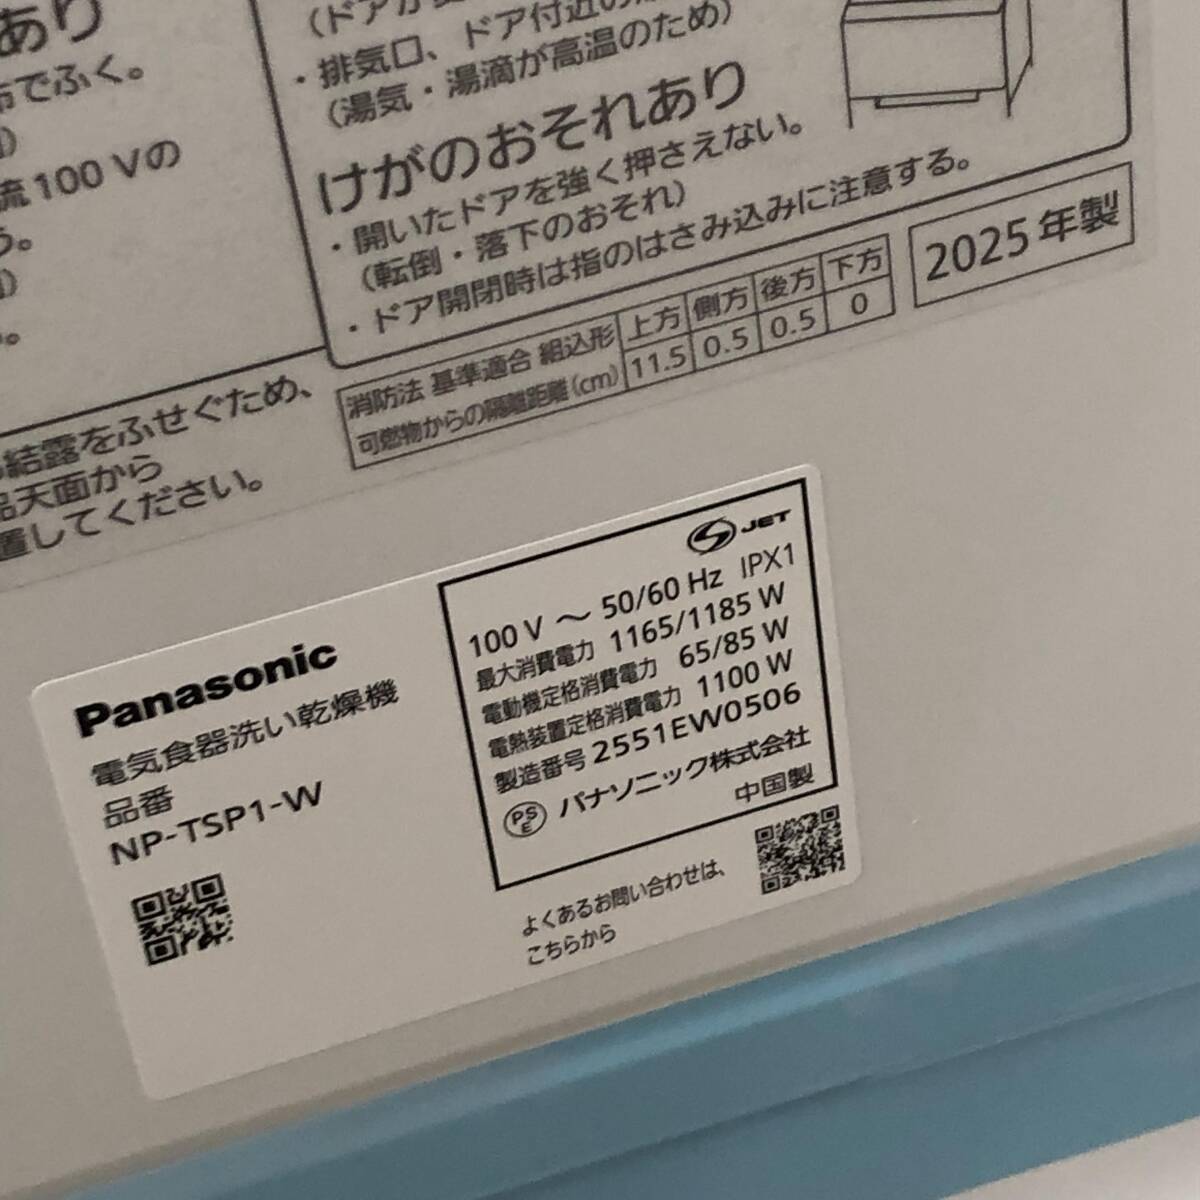 あり
布でふく。
流100 Vの
う。
・排気口、ドア付近の
(湯気・湯滴が高温のため)
けがのおそれあり
・開いたドアを強く押さえない。
(転倒・落下のおそれ)
・ドア開閉時は指のはさみ込みに注意する。
消防法 基準適合 組込形 上方 側方 後方 下方
可燃物からの隔離距離(cm) 11.5 0.5 0.5 0
2025年製
結露をふせぐため、
品天面から
置してください。
Panasonic
電気食器洗い乾燥機
品番
NP-TSP1-W
JET
100 V ～ 50/60 Hz IPX1
最大消費電力 1165/1185 W
電動機定格消費電力 65/85 W
電熱装置定格消費電力 1100 W
製造番号 2551EW0506
PSE パナソニック株式会社
中国製
よくあるお問い合わせは、
こちらから